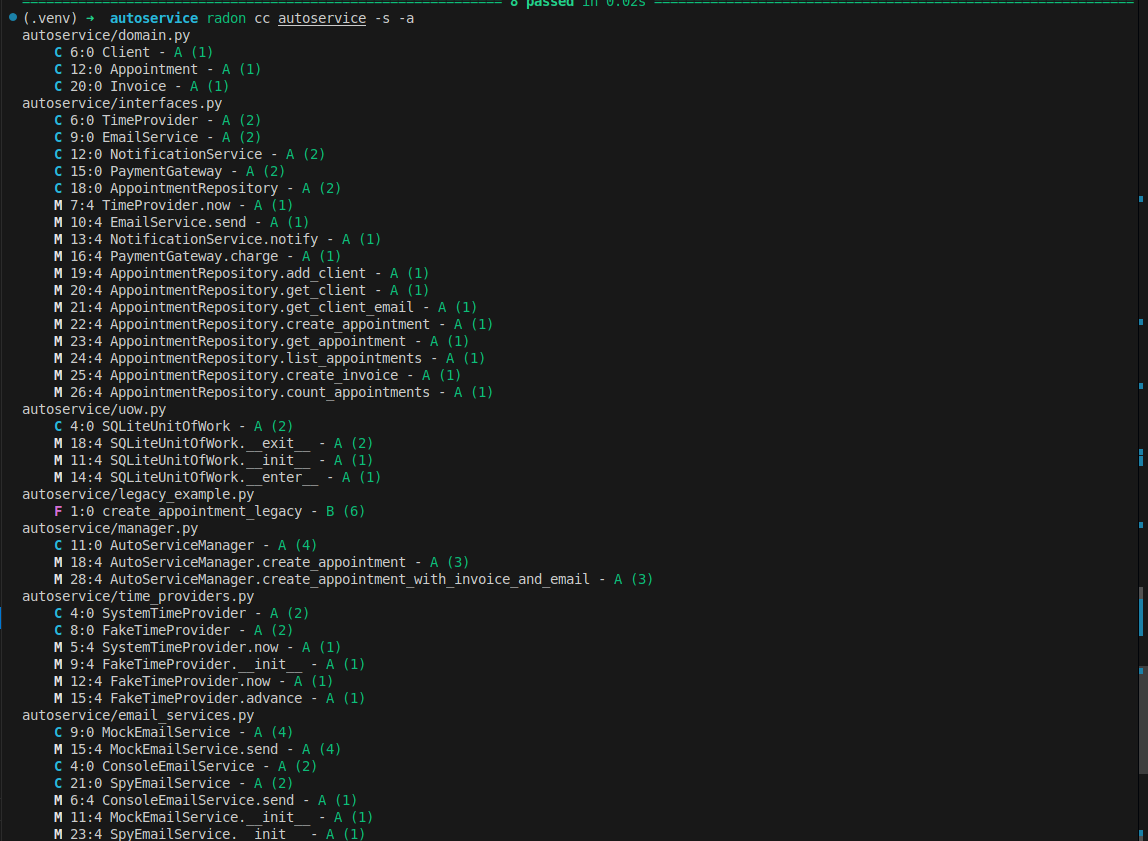 8 passed in 0.02s
(.venv) → autoservice radon cc autoservice -s -a
autoservice/domain.py
C 6:0 Client - A (1)
C 12:0 Appointment - A (1)
C 20:0 Invoice - A (1)
autoservice/interfaces.py
C 6:0 TimeProvider - A (2)
C 9:0 EmailService - A (2)
C 12:0 NotificationService - A (2)
C 15:0 PaymentGateway - A (2)
C 18:0 AppointmentRepository - A (2)
M 7:4 TimeProvider.now - A (1)
M 10:4 EmailService.send - A (1)
M 13:4 NotificationService.notify - A (1)
M 16:4 PaymentGateway.charge - A (1)
M 19:4 AppointmentRepository.add_client - A (1)
M 20:4 AppointmentRepository.get_client - A (1)
M 21:4 AppointmentRepository.get_client_email - A (1)
M 22:4 AppointmentRepository.create_appointment - A (1)
M 23:4 AppointmentRepository.get_appointment - A (1)
M 24:4 AppointmentRepository.list_appointments - A (1)
M 25:4 AppointmentRepository.create_invoice - A (1)
M 26:4 AppointmentRepository.count_appointments - A (1)
autoservice/uow.py
C 4:0 SQLiteUnitOfWork - A (2)
M 18:4 SQLiteUnitOfWork.__exit__ - A (2)
M 11:4 SQLiteUnitOfWork.__init__ - A (1)
M 14:4 SQLiteUnitOfWork.__enter__ - A (1)
autoservice/legacy_example.py
F 1:0 create_appointment_legacy - B (6)
autoservice/manager.py
C 11:0 AutoServiceManager - A (4)
M 18:4 AutoServiceManager.create_appointment - A (3)
M 28:4 AutoServiceManager.create_appointment_with_invoice_and_email - A (3)
autoservice/time_providers.py
C 4:0 SystemTimeProvider - A (2)
C 8:0 FakeTimeProvider - A (2)
M 5:4 SystemTimeProvider.now - A (1)
M 9:4 FakeTimeProvider.__init__ - A (1)
M 12:4 FakeTimeProvider.now - A (1)
M 15:4 FakeTimeProvider.advance - A (1)
autoservice/email_services.py
C 9:0 MockEmailService - A (4)
M 15:4 MockEmailService.send - A (4)
C 4:0 ConsoleEmailService - A (2)
C 21:0 SpyEmailService - A (2)
M 6:4 ConsoleEmailService.send - A (1)
M 11:4 MockEmailService.__init__ - A (1)
M 23:4 SpyEmailService.__init__ - A (1)